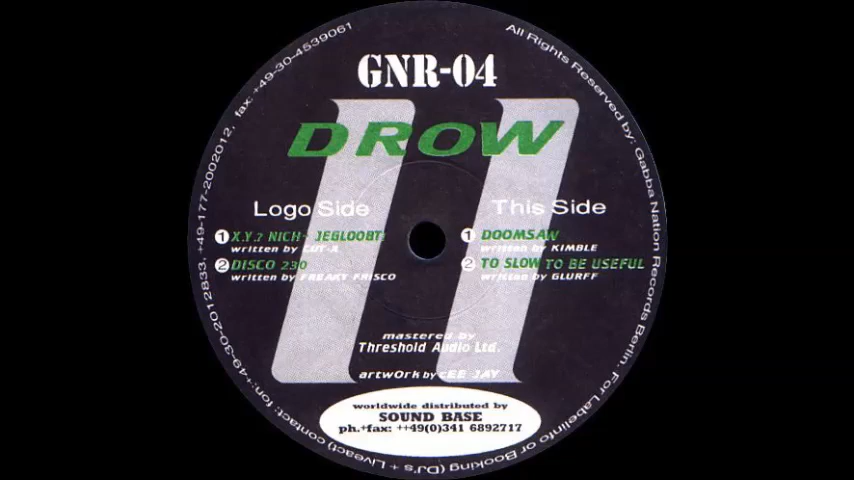 GNR-04
DROW
Logo Side
1 X.Y.? NICH- JEGLOOBT!
written by CUT-X
2 DISCO 230
written by FREAKY FRISCO
This Side
1 DOOMSAW
written by KIMBLE
2 TO SLOW TO BE USEFUL
written by GLURFF
mastered by
Threshold Audio Ltd.
artwOrk by cEE-JAY
worldwide distributed by
SOUND BASE
ph.+fax: ++49(0)341 6892717
All Rights Reserved by: Gabba Nation Records Berlin. For Labelinfo or Booking (DJ's + Liveact) contact: fon:+49-30-2012833, +49-177-2002012, fax: +49-30-4539061